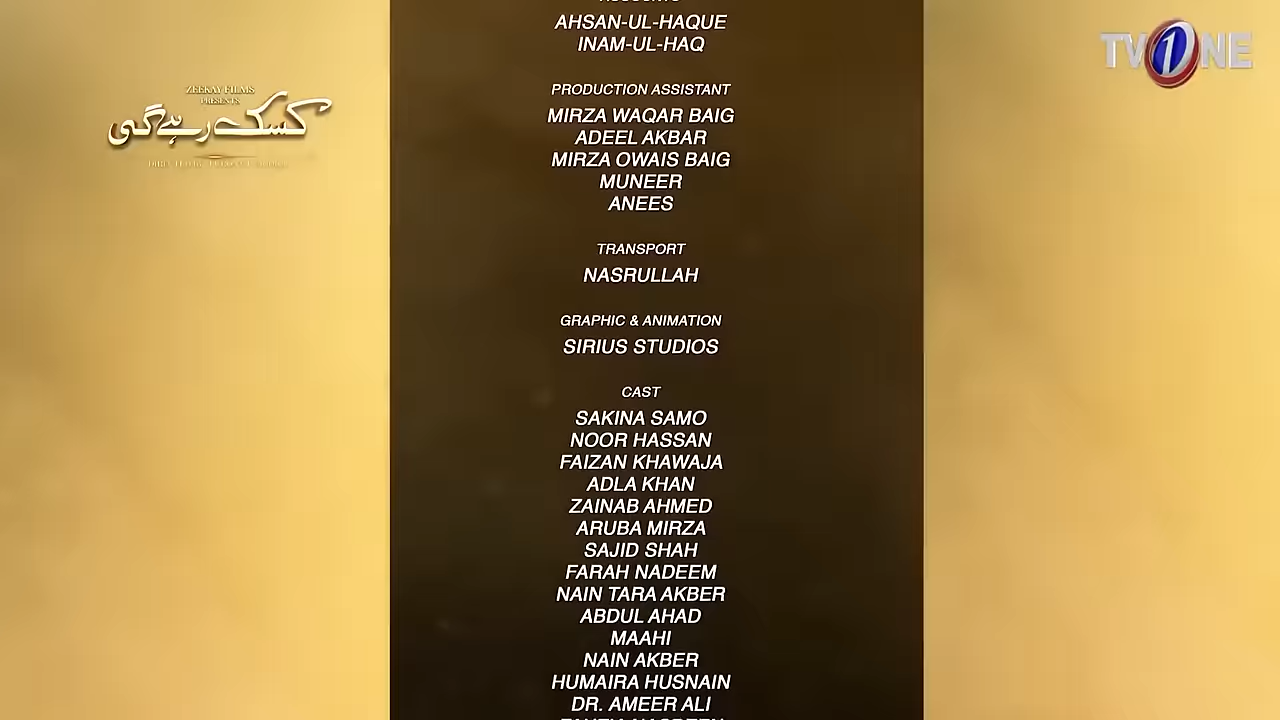 AHSAN-UL-HAQUE
INAM-UL-HAQ
PRODUCTION ASSISTANT
MIRZA WAQAR BAIG
ADEEL AKBAR
MIRZA OWAIS BAIG
MUNEER
ANEES
TRANSPORT
NASRULLAH
GRAPHIC & ANIMATION
SIRIUS STUDIOS
CAST
SAKINA SAMO
NOOR HASSAN
FAIZAN KHAWAJA
ADLA KHAN
ZAINAB AHMED
ARUBA MIRZA
SAJID SHAH
FARAH NADEEM
NAIN TARA AKBER
ABDUL AHAD
MAAHI
NAIN AKBER
HUMAIRA HUSNAIN
DR. AMEER ALI
ZEEKAY FILMS
PRESENTS
کسک رہے گی
TV1ONE